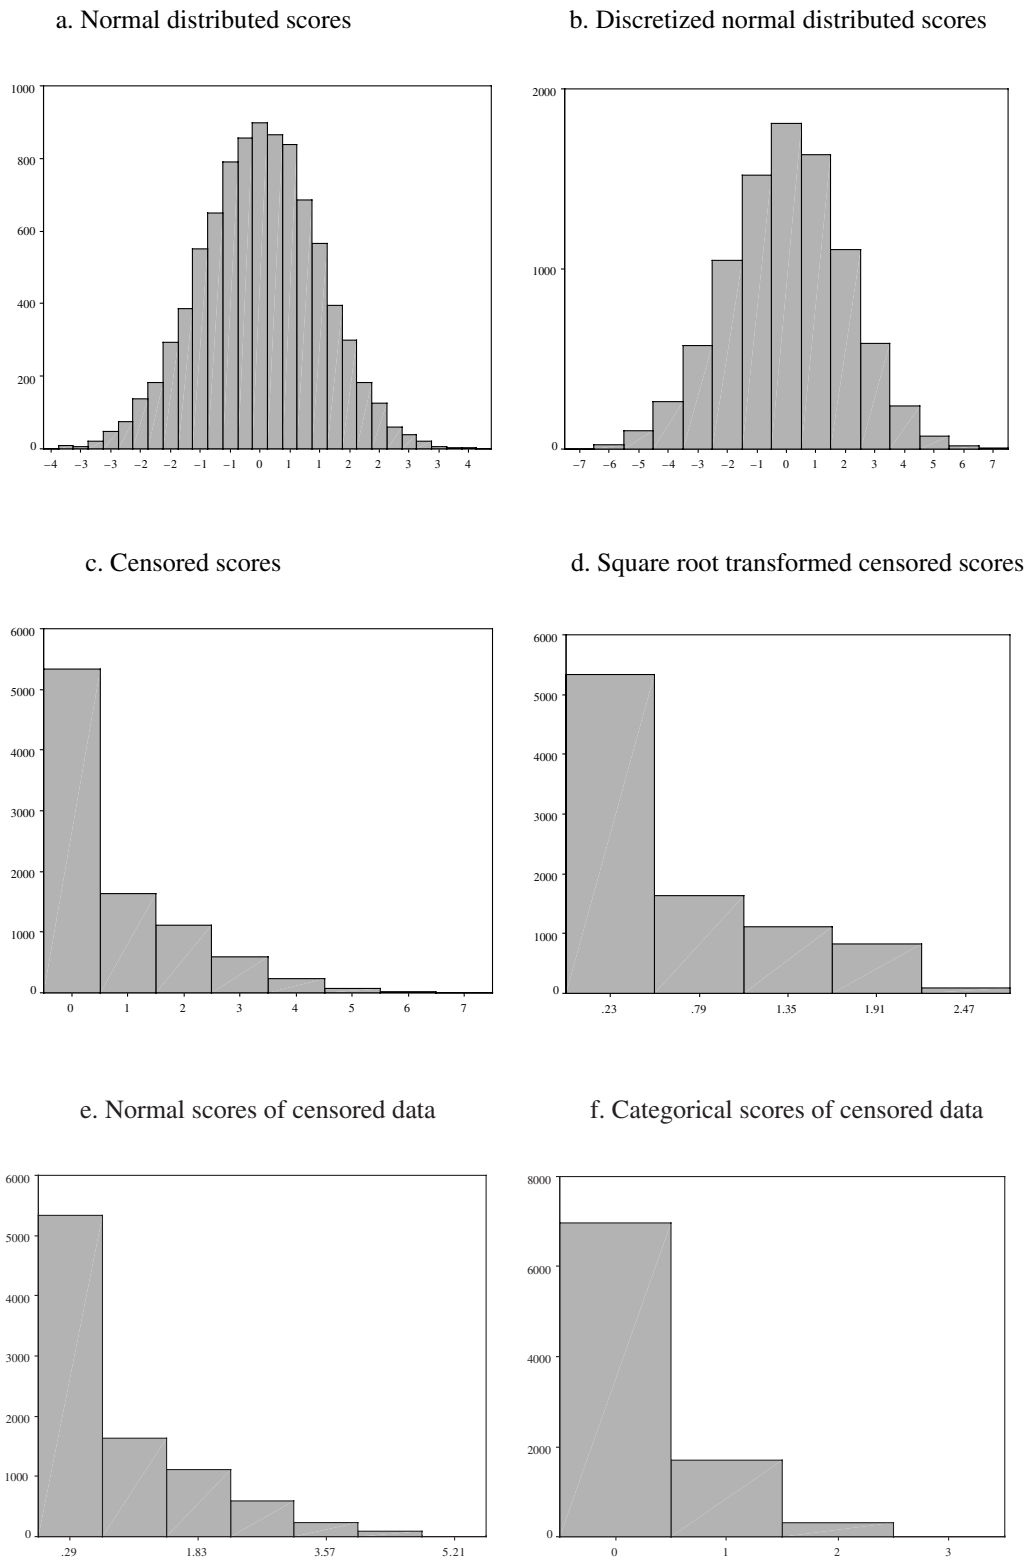 a. Normal distributed scores
b. Discretized normal distributed scores
1000
800
600
400
200
0
−4 −3 −3 −2 −2 −1 −1 0 1 1 2 2 3 3 4
2000
1000
0
−7 −6 −5 −4 −3 −2 −1 0 1 2 3 4 5 6 7
c. Censored scores
d. Square root transformed censored scores
6000
5000
4000
3000
2000
1000
0
0 1 2 3 4 5 6 7
6000
5000
4000
3000
2000
1000
0
.23 .79 1.35 1.91 2.47
e. Normal scores of censored data
f. Categorical scores of censored data
6000
5000
4000
3000
2000
1000
0
.29 1.83 3.57 5.21
8000
6000
4000
2000
0
0 1 2 3